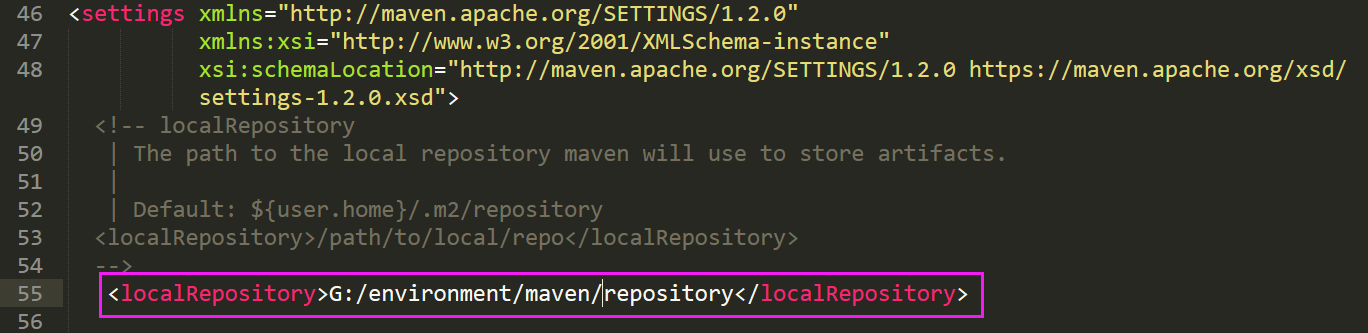 46 <settings xmlns="http://maven.apache.org/SETTINGS/1.2.0"
47 xmlns:xsi="http://www.w3.org/2001/XMLSchema-instance"
48 xsi:schemaLocation="http://maven.apache.org/SETTINGS/1.2.0 https://maven.apache.org/xsd/
settings-1.2.0.xsd">
49 <!-- localRepository
50 | The path to the local repository maven will use to store artifacts.
51 |
52 | Default: ${user.home}/.m2/repository
53 <localRepository>/path/to/local/repo</localRepository>
54 -->
55 <localRepository>G:/environment/maven/repository</localRepository>
56